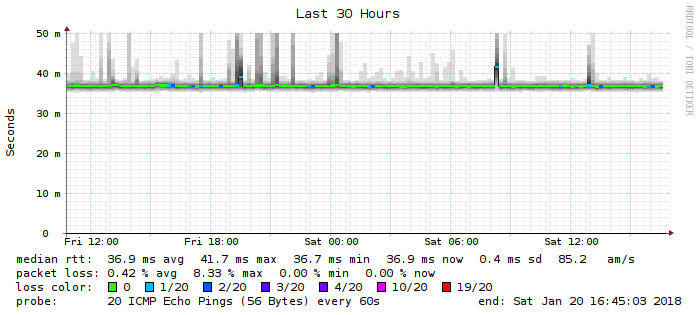 Last 30 Hours
RRDTOOL / TOBI OETIKER
Seconds
50 m
40 m
30 m
20 m
10 m
0
Fri 12:00 Fri 18:00 Sat 00:00 Sat 06:00 Sat 12:00
median rtt: 36.9 ms avg 41.7 ms max 36.7 ms min 36.9 ms now 0.4 ms sd 85.2 am/s
packet loss: 0.42 % avg 8.33 % max 0.00 % min 0.00 % now
loss color: 0 1/20 2/20 3/20 4/20 10/20 19/20
probe: 20 ICMP Echo Pings (56 Bytes) every 60s end: Sat Jan 20 16:45:03 2018